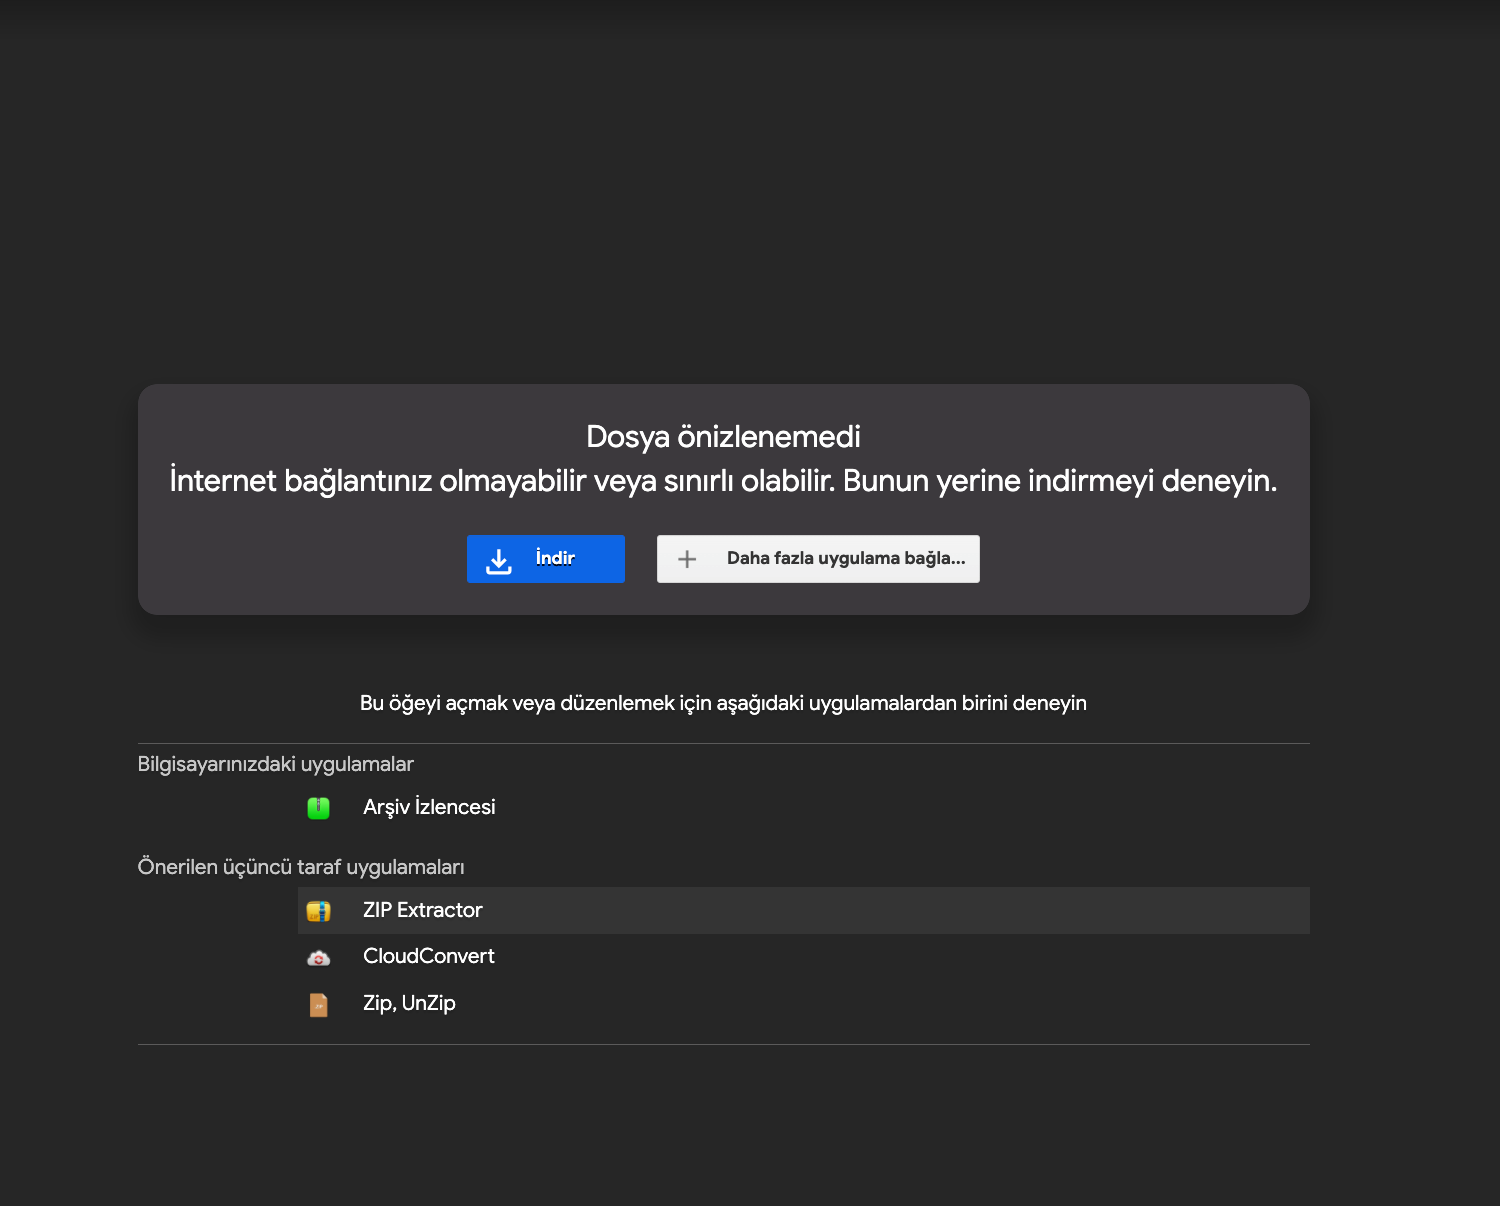 Dosya önizlenemedi
İnternet bağlantınız olmayabilir veya sınırlı olabilir. Bunun yerine indirmeyi deneyin.
İndir
Daha fazla uygulama bağla...
Bu öğeyi açmak veya düzenlemek için aşağıdaki uygulamalardan birini deneyin
Bilgisayarınızdaki uygulamalar
Arşiv İzlencesi
Önerilen üçüncü taraf uygulamaları
ZIP Extractor
CloudConvert
Zip, UnZip